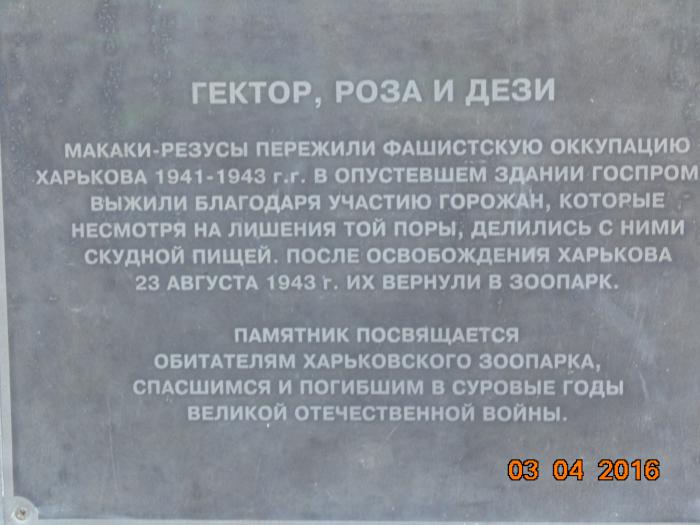 ГЕКТОР, РОЗА И ДЕЗИ
МАКАКИ-РЕЗУСЫ ПЕРЕЖИЛИ ФАШИСТСКУЮ ОККУПАЦИЮ
ХАРЬКОВА 1941-1943 г.г. В ОПУСТЕВШЕМ ЗДАНИИ ГОСПРОМ
ВЫЖИЛИ БЛАГОДАРЯ УЧАСТИЮ ГОРОЖАН, КОТОРЫЕ
НЕСМОТРЯ НА ЛИШЕНИЯ ТОЙ ПОРЫ, ДЕЛИЛИСЬ С НИМИ
СКУДНОЙ ПИЩЕЙ. ПОСЛЕ ОСВОБОЖДЕНИЯ ХАРЬКОВА
23 АВГУСТА 1943 г. ИХ ВЕРНУЛИ В ЗООПАРК.
ПАМЯТНИК ПОСВЯЩАЕТСЯ
ОБИТАТЕЛЯМ ХАРЬКОВСКОГО ЗООПАРКА,
СПАСШИМСЯ И ПОГИБШИМ В СУРОВЫЕ ГОДЫ
ВЕЛИКОЙ ОТЕЧЕСТВЕННОЙ ВОЙНЫ.
03 04 2016